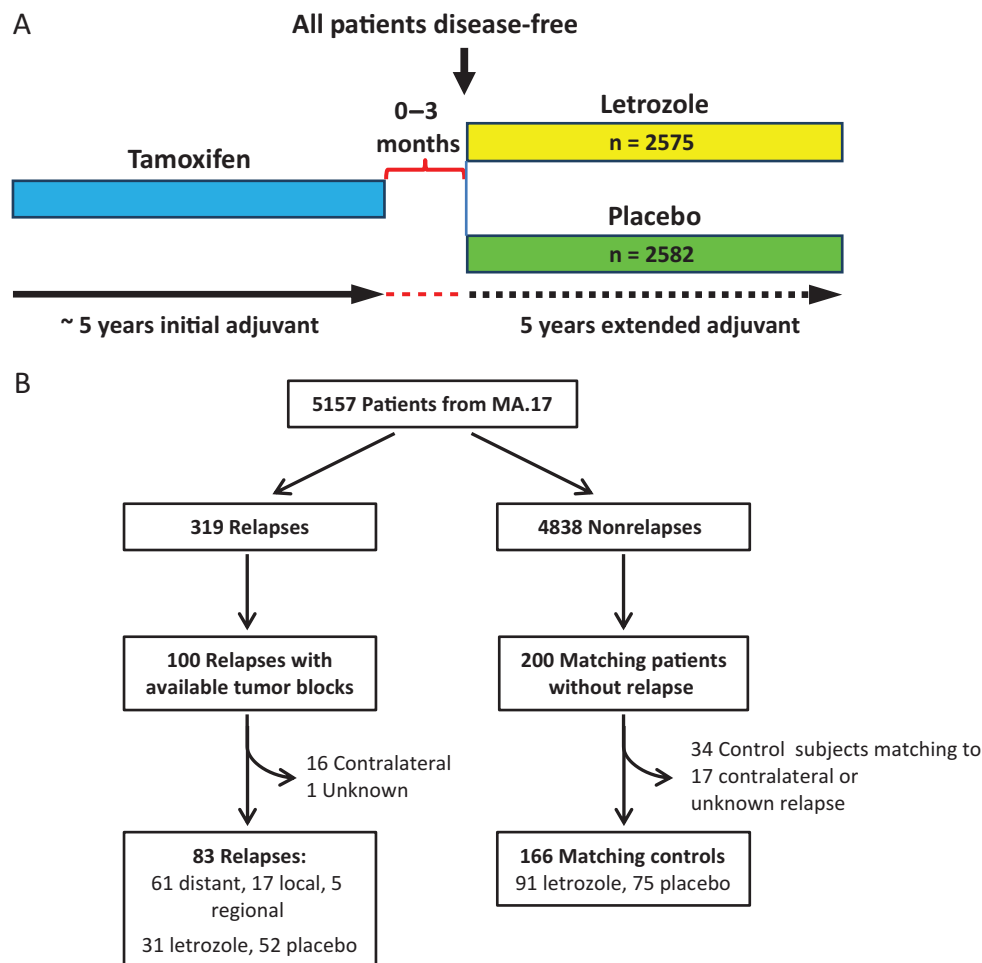 A
All patients disease-free
0–3
months
Letrozole
n = 2575
Tamoxifen
Placebo
n = 2582
~ 5 years initial adjuvant
5 years extended adjuvant
B
5157 Patients from MA.17
319 Relapses
4838 Nonrelapses
100 Relapses with
available tumor blocks
200 Matching patients
without relapse
16 Contralateral
1 Unknown
34 Control subjects matching to
17 contralateral or
unknown relapse
83 Relapses:
61 distant, 17 local, 5
regional
31 letrozole, 52 placebo
166 Matching controls
91 letrozole, 75 placebo